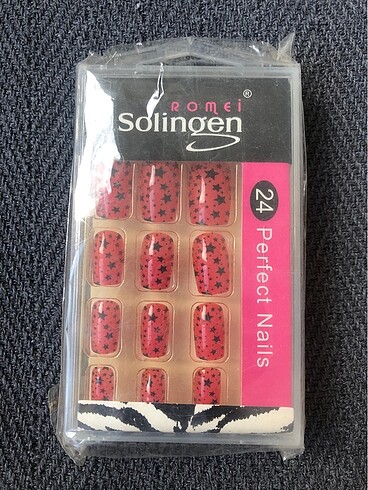 ROMEi
Solingen®
24 Perfect Nails